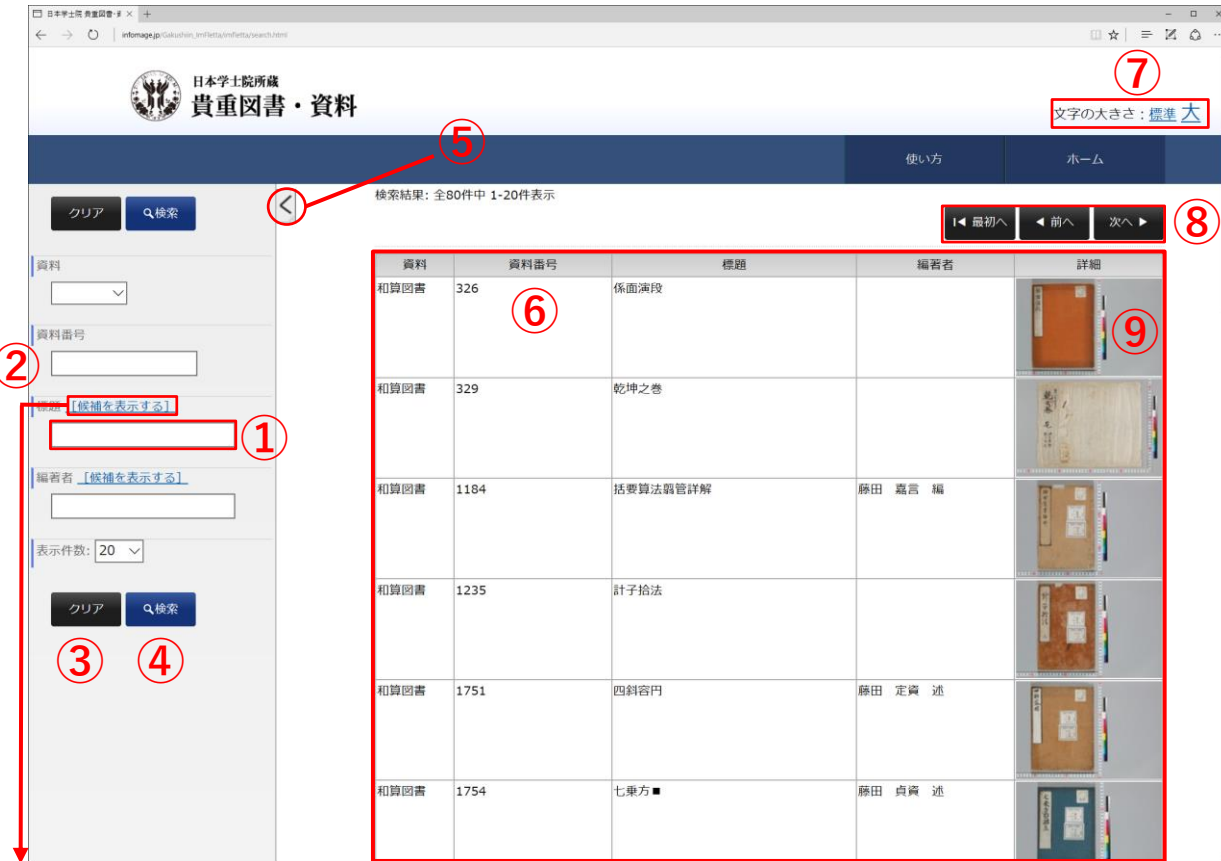 日本学士院 貴重図書・資
infomage.jp/Gakushin_Imfletta/imfletta/search.html
日本学士院所蔵
貴重図書・資料
⑦
文字の大きさ：標準 大
⑤
使い方
ホーム
クリア
検索
検索結果: 全80件中 1-20件表示
最初へ
前へ
次へ
⑧
資料
資料番号
②
標題 [候補を表示する]
①
編著者 [候補を表示する]
表示件数: 20
クリア
検索
③
④
資料 資料番号 標題 編著者 詳細
和算図書 326 係面演段
⑥
⑨
和算図書 329 乾坤之巻
和算図書 1184 括要算法翦管詳解 藤田 嘉言 編
和算図書 1235 計子拾法
和算図書 1751 四斜容円 藤田 定資 述
和算図書 1754 七乗方■ 藤田 貞資 述